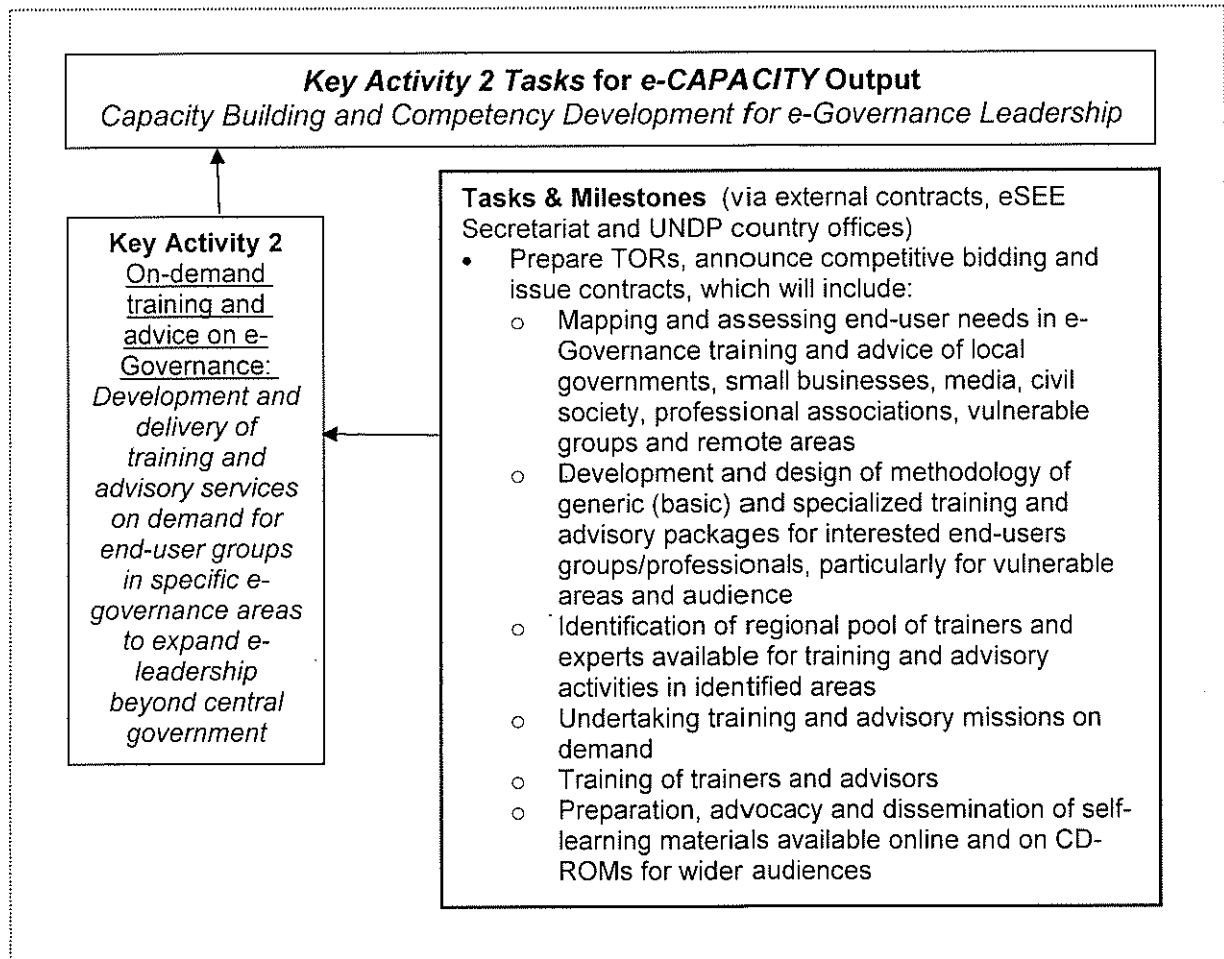 Key Activity 2 Tasks for e-CAPACITY Output
Capacity Building and Competency Development for e-Governance Leadership
Key Activity 2
On-demand
training and
advice on e-
Governance:
Development and
delivery of
training and
advisory services
on demand for
end-user groups
in specific e-
governance areas
to expand e-
leadership
beyond central
government
Tasks & Milestones (via external contracts, eSEE
Secretariat and UNDP country offices)
• Prepare TORs, announce competitive bidding and
issue contracts, which will include:
o Mapping and assessing end-user needs in e-
Governance training and advice of local
governments, small businesses, media, civil
society, professional associations, vulnerable
groups and remote areas
o Development and design of methodology of
generic (basic) and specialized training and
advisory packages for interested end-users
groups/professionals, particularly for vulnerable
areas and audience
o Identification of regional pool of trainers and
experts available for training and advisory
activities in identified areas
o Undertaking training and advisory missions on
demand
o Training of trainers and advisors
o Preparation, advocacy and dissemination of self-
learning materials available online and on CD-
ROMs for wider audiences